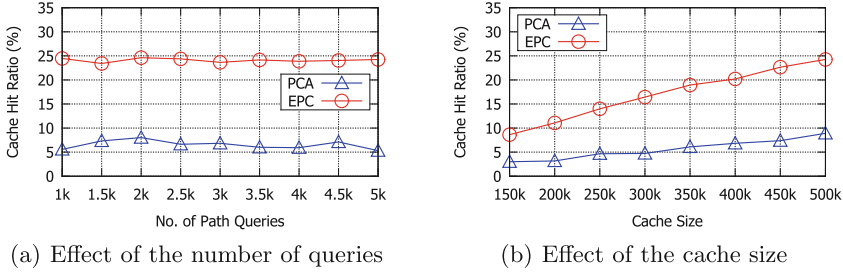 Cache Hit Ratio (%)
35
30
25
20
15
10
5
0
PCA
EPC
1k 1.5k 2k 2.5k 3k 3.5k 4k 4.5k 5k
No. of Path Queries
(a) Effect of the number of queries
Cache Hit Ratio (%)
35
30
25
20
15
10
5
0
PCA
EPC
150k 200k 250k 300k 350k 400k 450k 500k
Cache Size
(b) Effect of the cache size